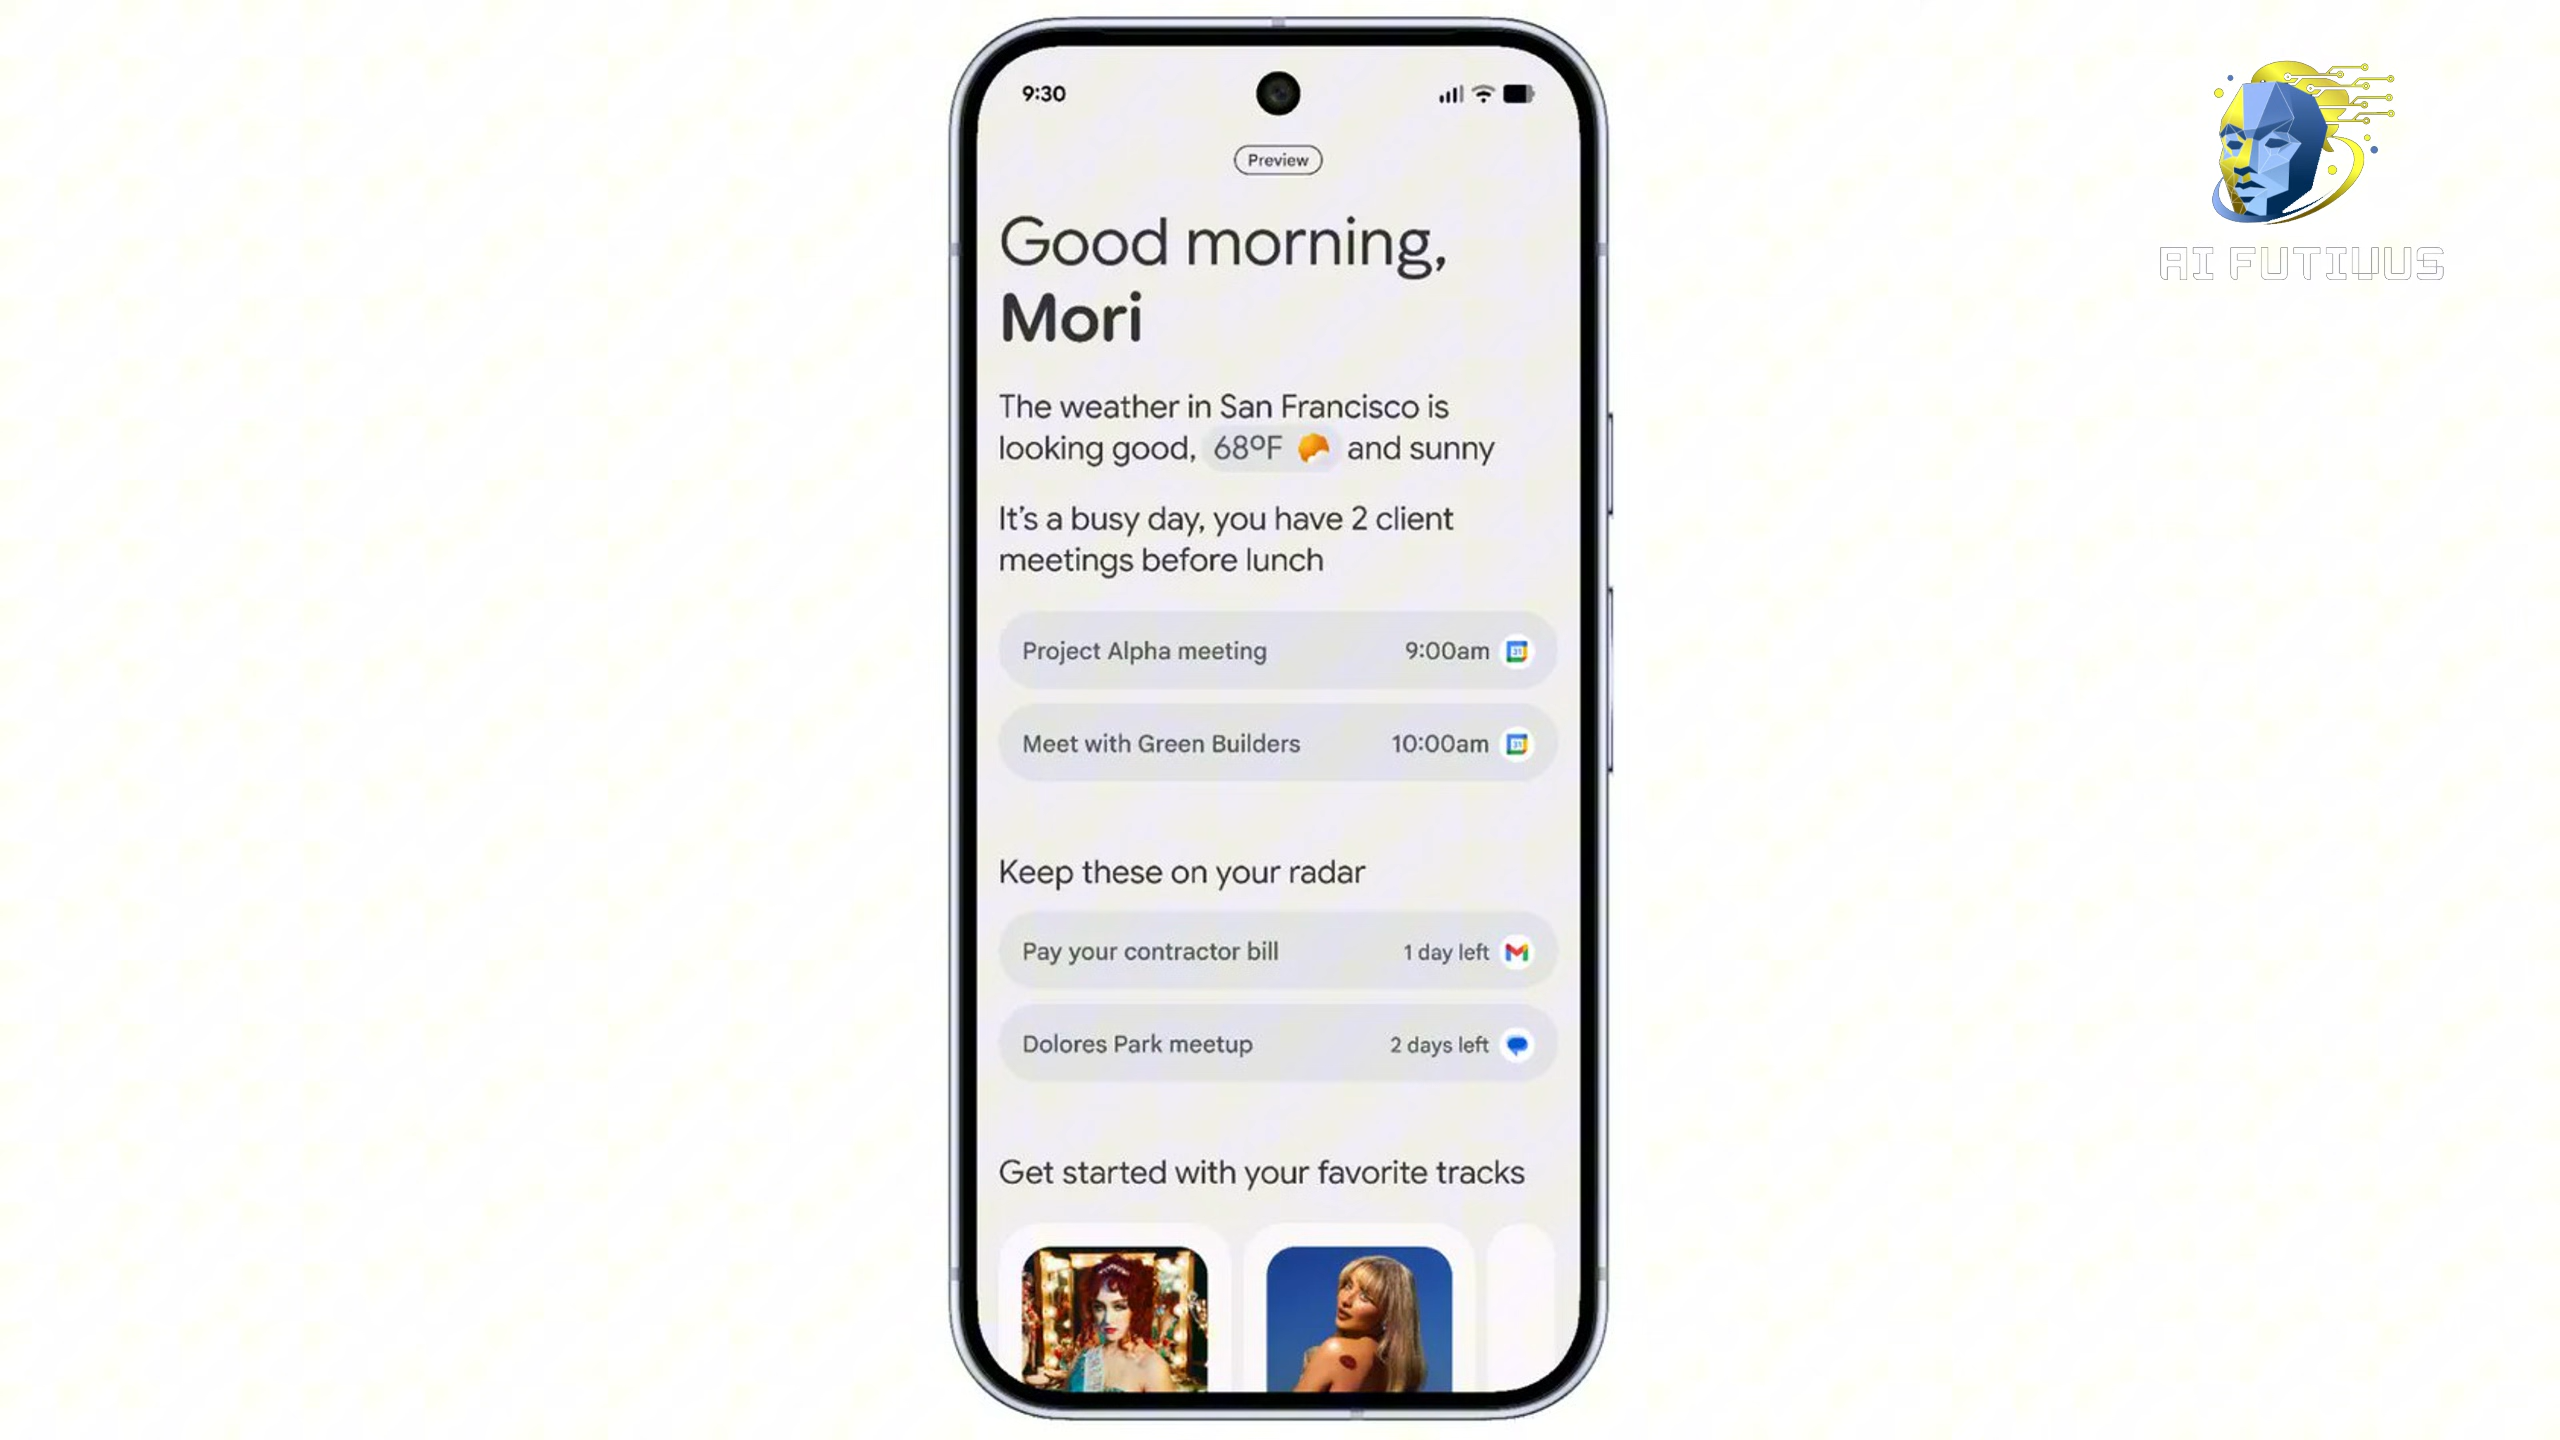 9:30
Preview
Good morning,
Mori
The weather in San Francisco is
looking good, 68°F and sunny
It's a busy day, you have 2 client
meetings before lunch
Project Alpha meeting 9:00am
31
Meet with Green Builders 10:00am
31
Keep these on your radar
Pay your contractor bill 1 day left
Dolores Park meetup 2 days left
Get started with your favorite tracks
AI FUTIUUS